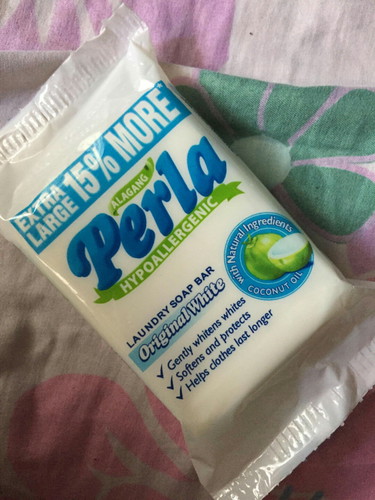 EXTRA
LARGE
15% MORE*
ALAGANG
Perla
HYPOALLERGENIC
LAUNDRY SOAP BAR
Original White
✓ Gently whitens whites
✓ Softens and protects
✓ Helps clothes last longer
with Natural Ingredients
COCONUT OIL